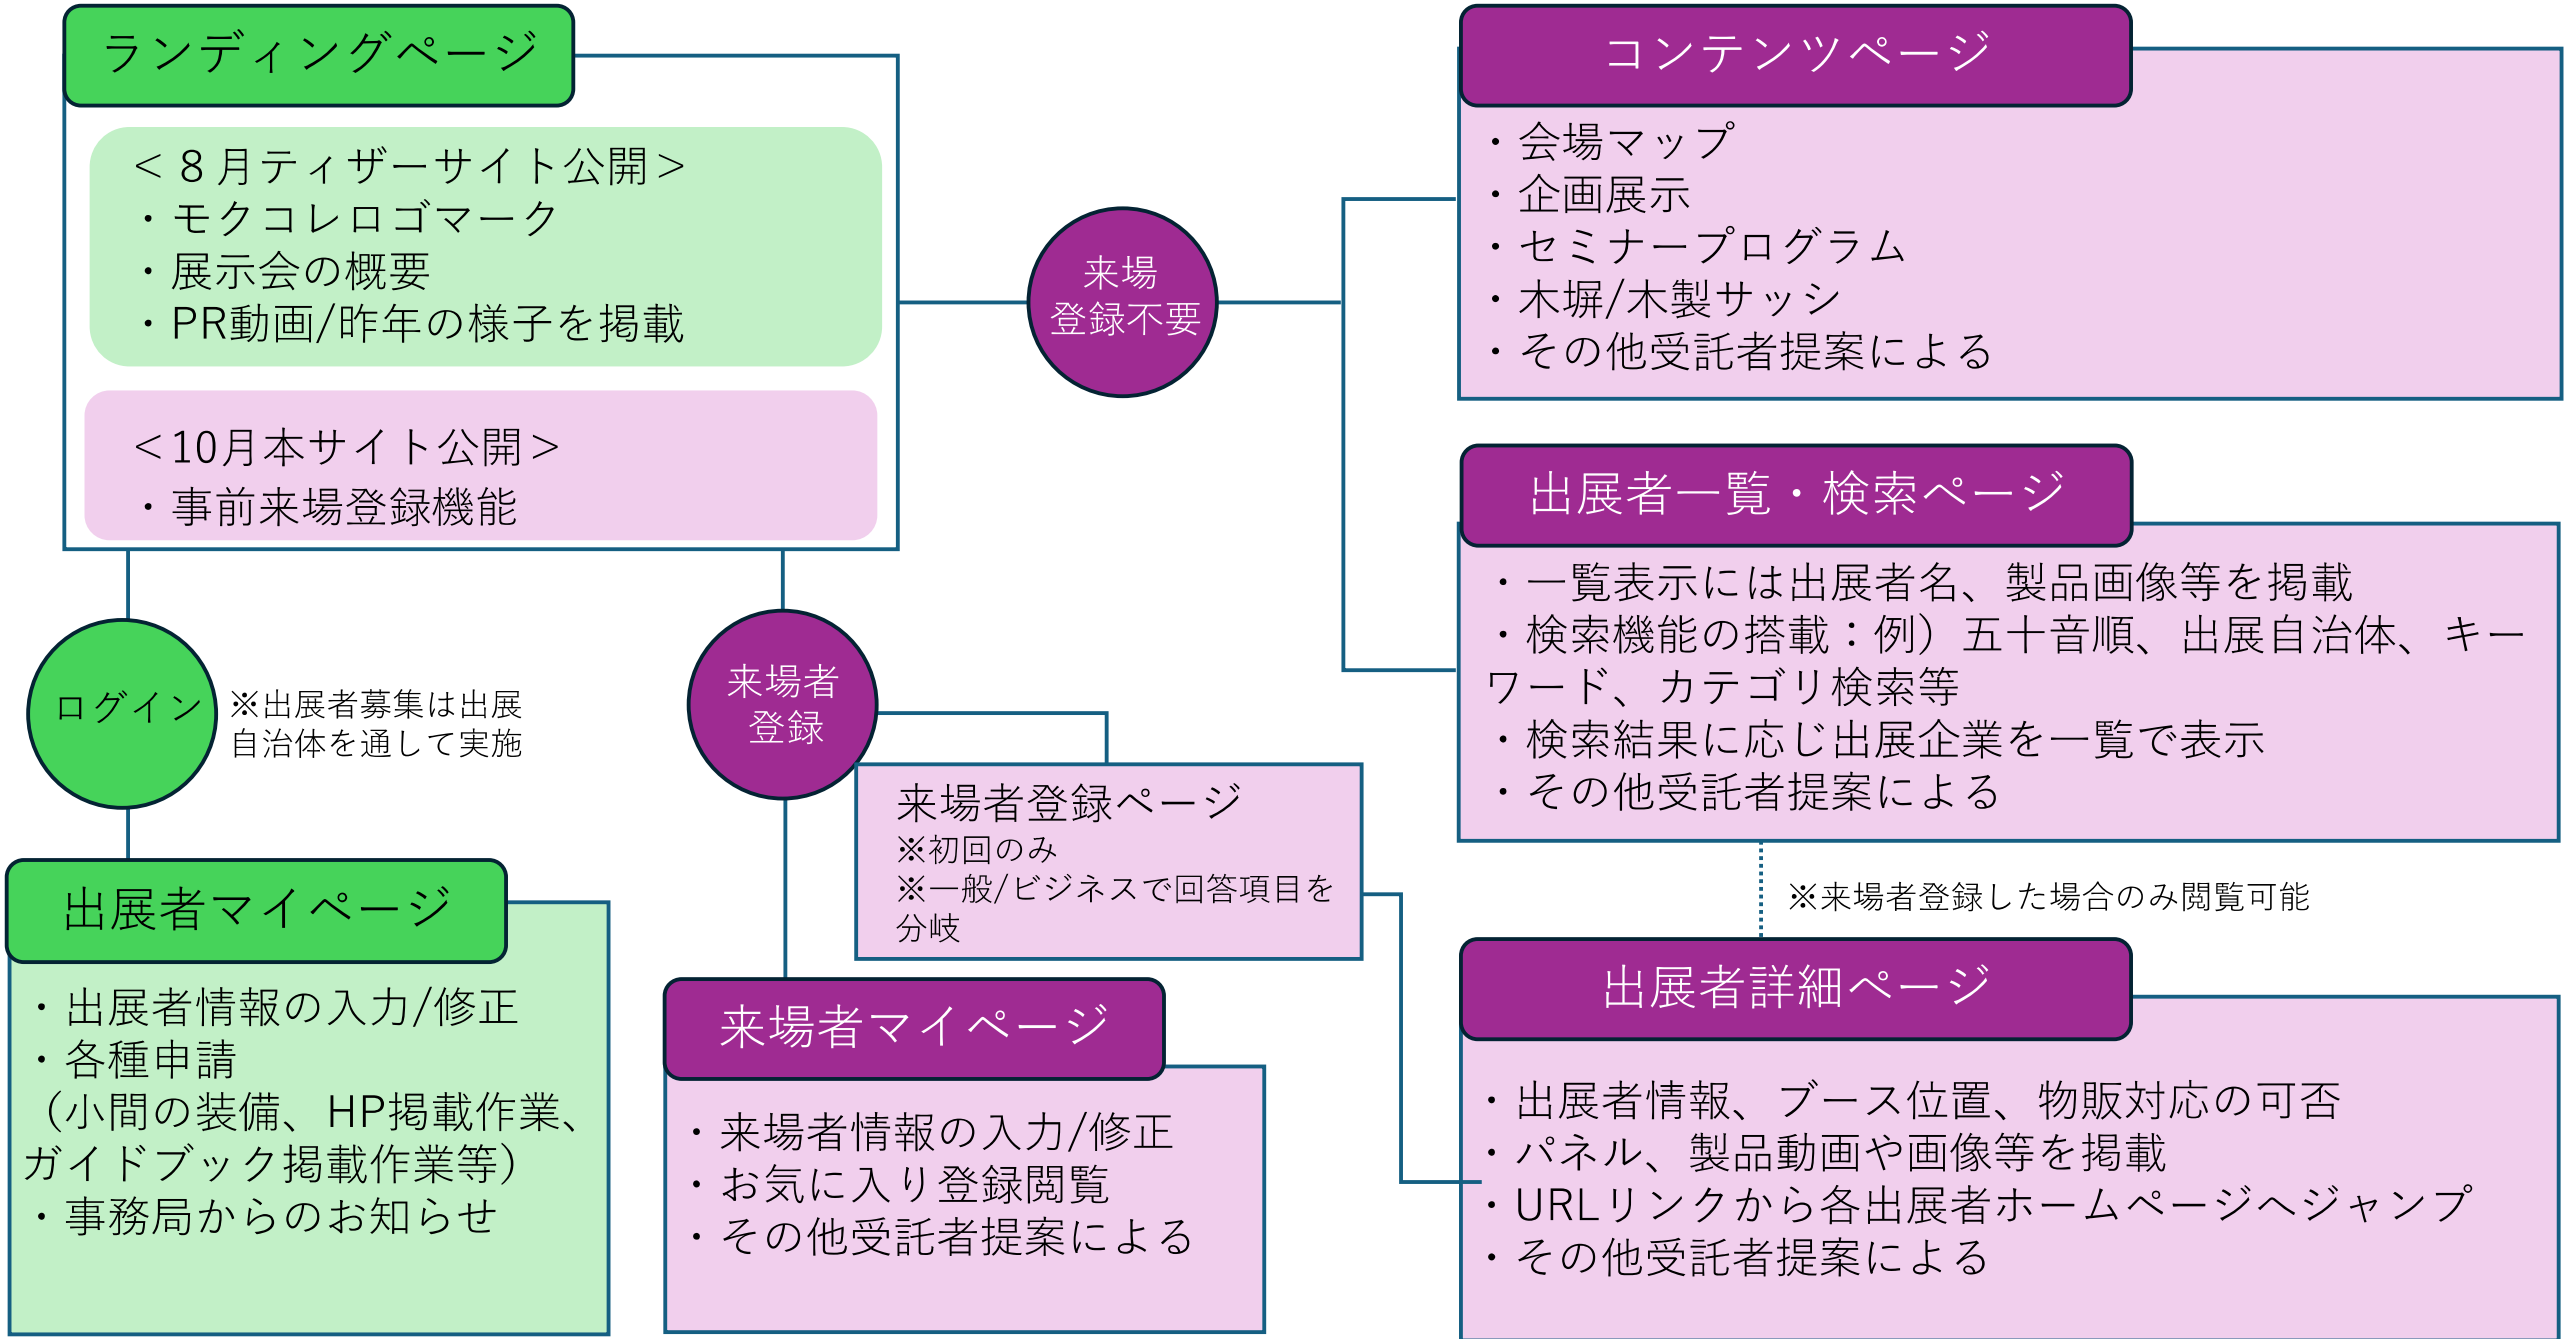 ランディングページ
＜８月ティザーサイト公開＞
・モクコレロゴマーク
・展示会の概要
・PR動画/昨年の様子を掲載
＜10月本サイト公開＞
・事前来場登録機能
来場
登録不要
コンテンツページ
・会場マップ
・企画展示
・セミナープログラム
・木塀/木製サッシ
・その他受託者提案による
出展者一覧・検索ページ
・一覧表示には出展者名、製品画像等を掲載
・検索機能の搭載：例）五十音順、出展自治体、キー
ワード、カテゴリ検索等
・検索結果に応じ出展企業を一覧で表示
・その他受託者提案による
※来場者登録した場合のみ閲覧可能
出展者詳細ページ
・出展者情報、ブース位置、物販対応の可否
・パネル、製品動画や画像等を掲載
・URLリンクから各出展者ホームページへジャンプ
・その他受託者提案による
ログイン
※出展者募集は出展
自治体を通して実施
来場者
登録
来場者登録ページ
※初回のみ
※一般/ビジネスで回答項目を
分岐
出展者マイページ
・出展者情報の入力/修正
・各種申請
（小間の装備、HP掲載作業、
ガイドブック掲載作業等）
・事務局からのお知らせ
来場者マイページ
・来場者情報の入力/修正
・お気に入り登録閲覧
・その他受託者提案による